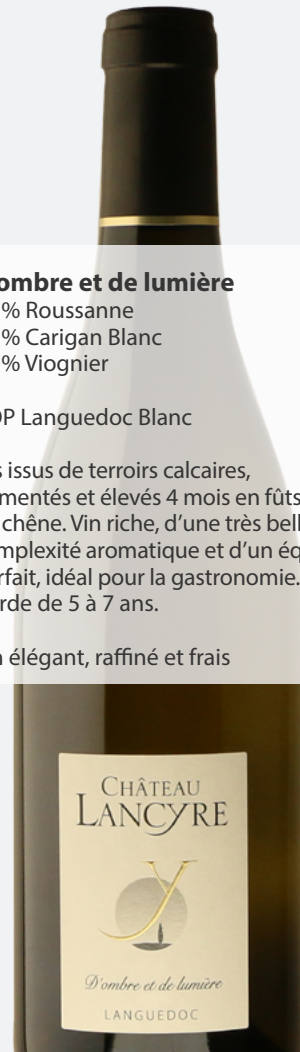 ombre et de lumière
% Roussanne
% Carigan Blanc
% Viognier
OP Languedoc Blanc
s issus de terroirs calcaires,
mentés et élevés 4 mois en fûts
chêne. Vin riche, d'une très bell
mplexité aromatique et d'un éq
rfait, idéal pour la gastronomie.
rde de 5 à 7 ans.
élégant, raffiné et frais
CHÂTEAU
LANCYRE
Y
D'ombre et de lumière
LANGUEDOC